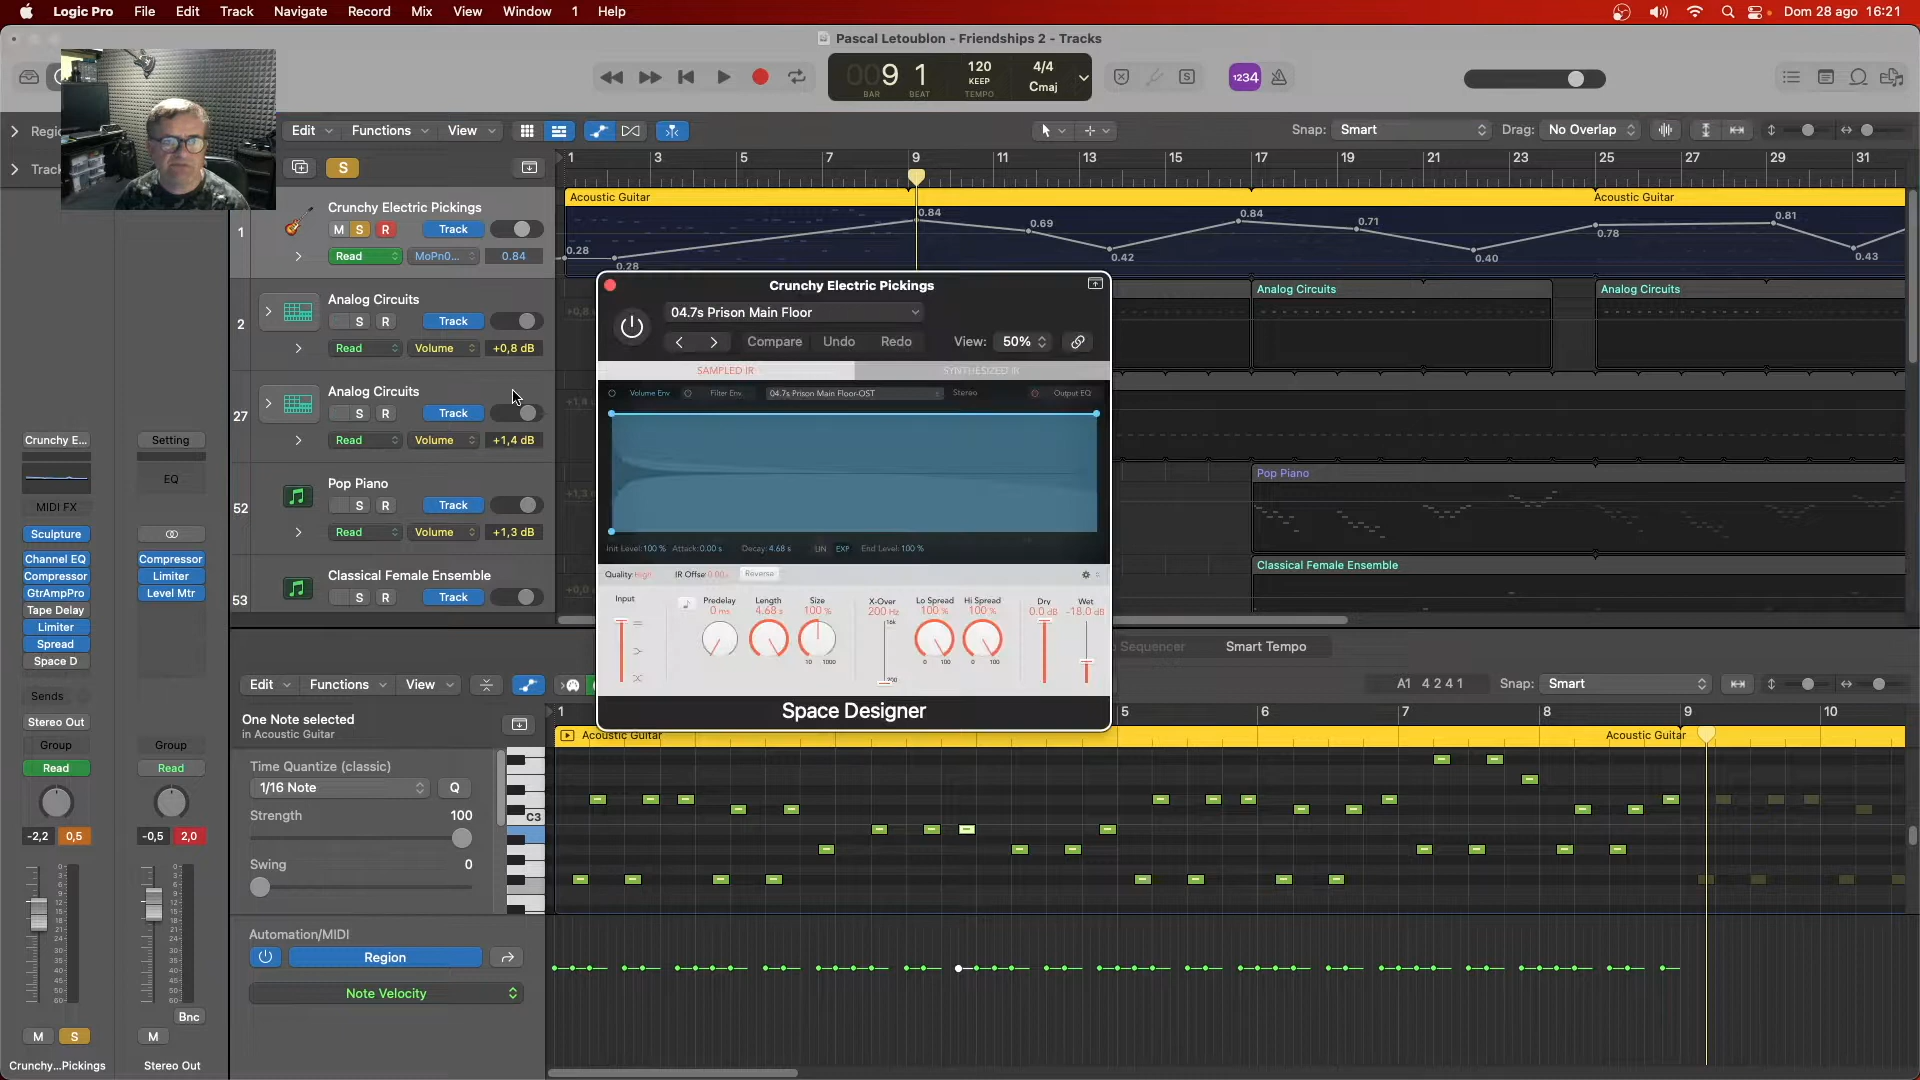 Logic Pro File Edit Track Navigate Record Mix View Window 1 Help
Dom 28 ago 16:21
Pascal Letoublon - Friendships 2 - Tracks
009 1
BAR BEAT
120
KEEP
TEMPO
4/4
Cmaj
S
1234
Regi
Track
Edit Functions View
Snap: Smart
Drag: No Overlap
S
1 3 5 7 9 11 13 15 17 19 21 23 25 27 29 31
1
Crunchy Electric Pickings
M S R Track
Read MoPn0... 0.84
Acoustic Guitar
Acoustic Guitar
0.28 0.28 0.84 0.69 0.42 0.84 0.71 0.40 0.78 0.81 0.43
2
Analog Circuits
S R Track
Read Volume +0,8 dB
Analog Circuits
Analog Circuits
27
Analog Circuits
S R Track
Read Volume +1,4 dB
52
Pop Piano
S R Track
Read Volume +1,3 dB
Pop Piano
53
Classical Female Ensemble
S R Track
Classical Female Ensemble
Crunchy Electric Pickings
04.7s Prison Main Floor
Compare Undo Redo
View: 50%
SAMPLED IR SYNTHESIZED IR
Volume Env Filter Env 04.7s Prison Main Floor-OST Stereo Output EQ
Init Level: 100 % Attack: 0.00 s Decay: 4.68 s LIN EXP End Level: 100 %
Quality: High IR Offset: 0.00s Reverse
Input
Predelay
0 ms
Length
4.68 s
Size
100 %
10 1000
X-Over
200 Hz
16k
200
Lo Spread
100 %
0 100
Hi Spread
100 %
0 100
Dry
0.0 dB
Wet
-18.0 dB
Space Designer
Crunchy E...
MIDI FX
Sculpture
Channel EQ
Compressor
GtrAmpPro
Tape Delay
Limiter
Spread
Space D
Sends
Stereo Out
Group
Read
-2,2 0,5
M S
Crunchy...Pickings
Setting
EQ
Compressor
Limiter
Level Mtr
Group
Read
-0,5 2,0
Bnc
M
Stereo Out
o Sequencer
Smart Tempo
Edit Functions View
A1 4 2 4 1
Snap: Smart
One Note selected
in Acoustic Guitar
1 5 6 7 8 9 10
Acoustic Guitar
Acoustic Guitar
Time Quantize (classic)
1/16 Note Q
Strength 100
Swing 0
C3
Automation/MIDI
Region
Note Velocity